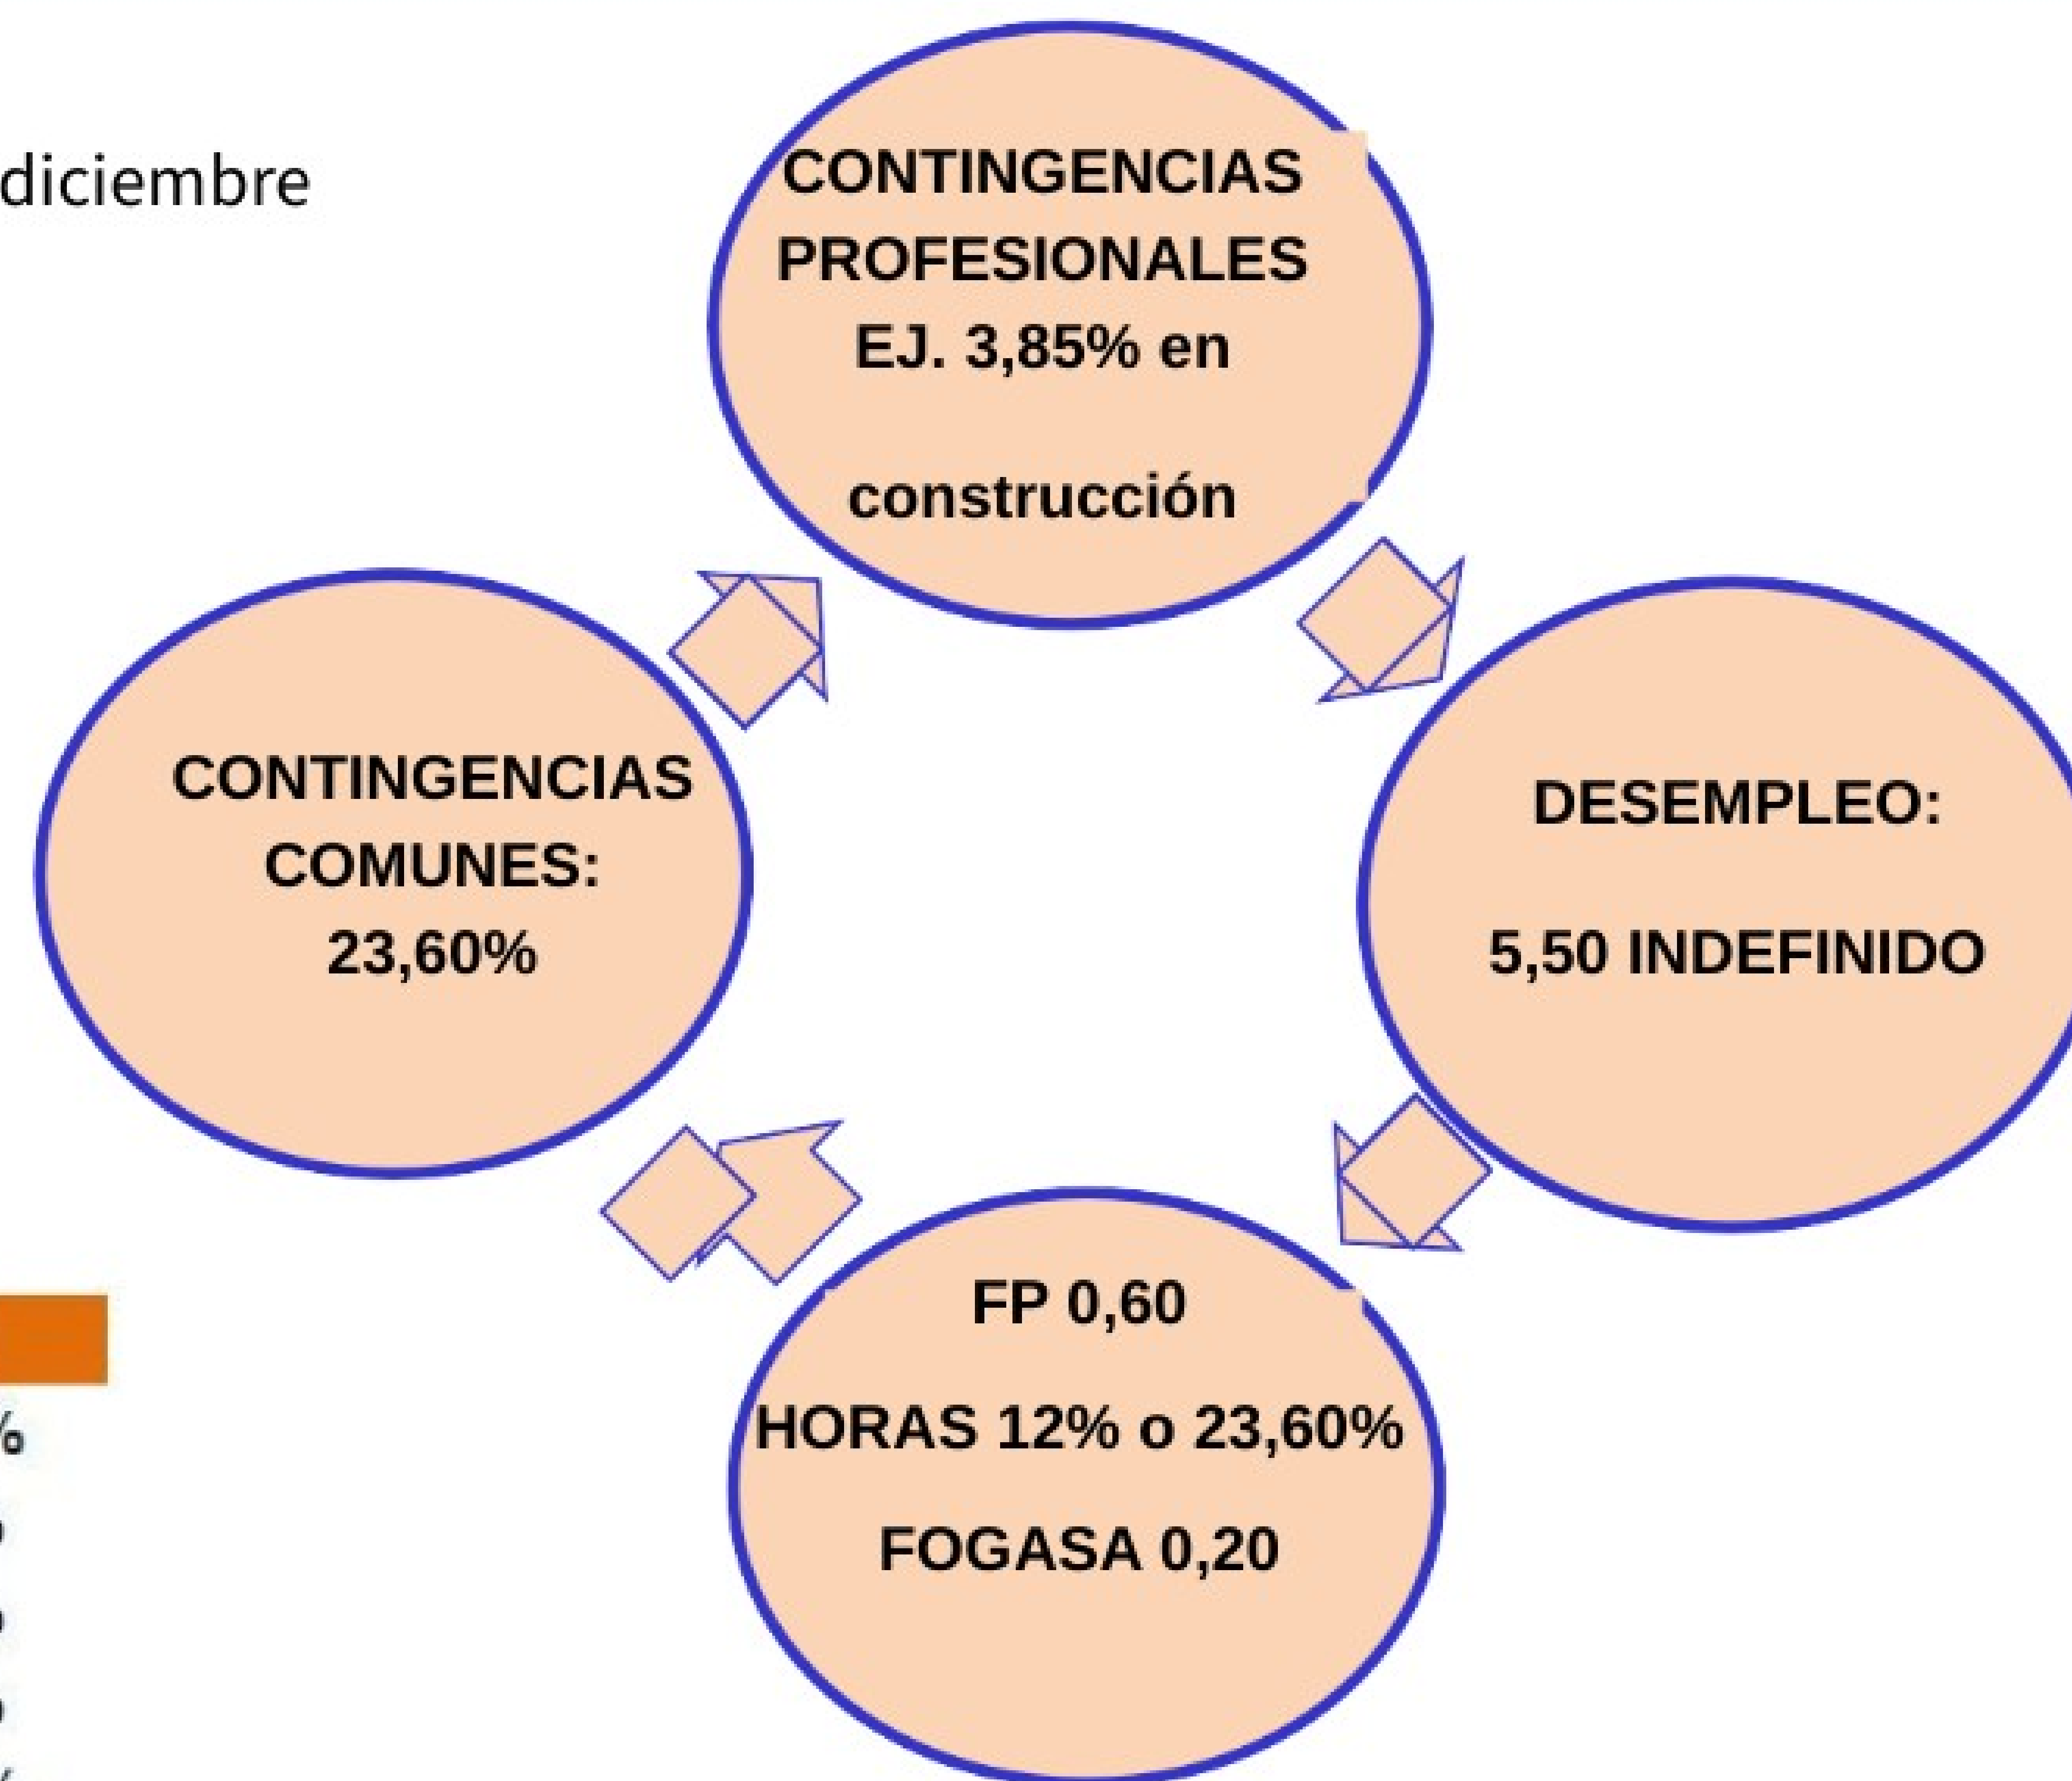 diciembre
CONTINGENCIAS
PROFESIONALES
EJ. 3,85% en
construcción
CONTINGENCIAS
COMUNES:
23,60%
DESEMPLEO:
5,50 INDEFINIDO
FP 0,60
HORAS 12% o 23,60%
FOGASA 0,20
%